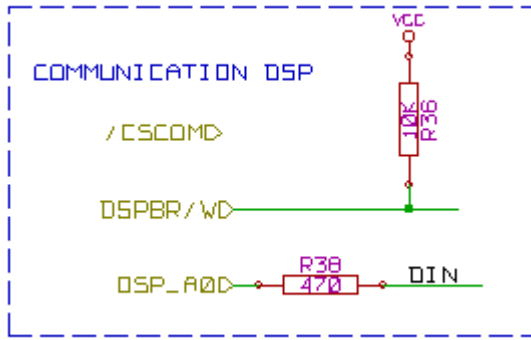 VCC
COMMUNICATION DSP
10K
R36
/CSCOM
DSPBR/W
R38
DSP_A0
470
DIN